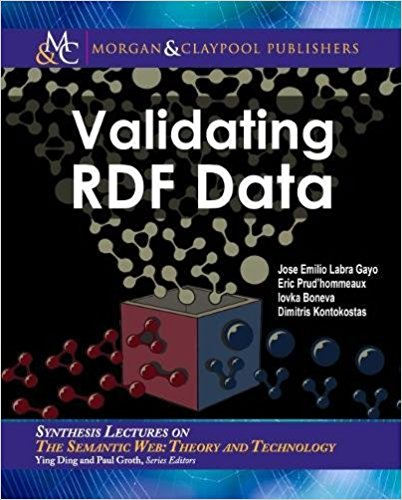 M&C MORGAN & CLAYPOOL PUBLISHERS
Validating
RDF Data
Jose Emilio Labra Gayo
Eric Prud'hommeaux
Iovka Boneva
Dimitris Kontokostas
SYNTHESIS LECTURES ON
THE SEMANTIC WEB: THEORY AND TECHNOLOGY
Ying Ding and Paul Groth, Series Editors